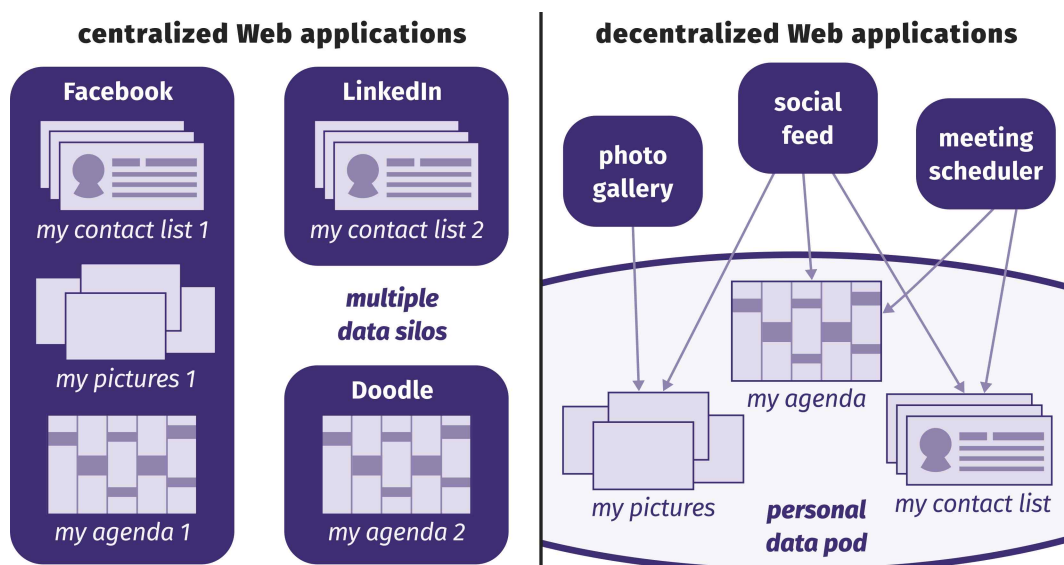 centralized Web applications
Facebook
my contact list 1
my pictures 1
my agenda 1
LinkedIn
my contact list 2
multiple
data silos
Doodle
my agenda 2
decentralized Web applications
photo
gallery
social
feed
meeting
scheduler
my agenda
my pictures
my contact list
personal
data pod